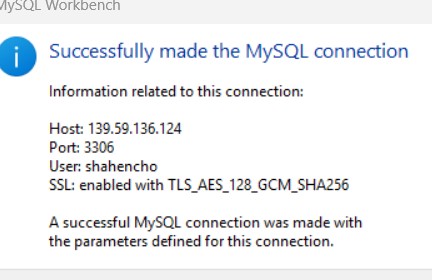 MySQL Workbench
Successfully made the MySQL connection
Information related to this connection:
Host: 139.59.136.124
Port: 3306
User: shahencho
SSL: enabled with TLS_AES_128_GCM_SHA256
A successful MySQL connection was made with
the parameters defined for this connection.